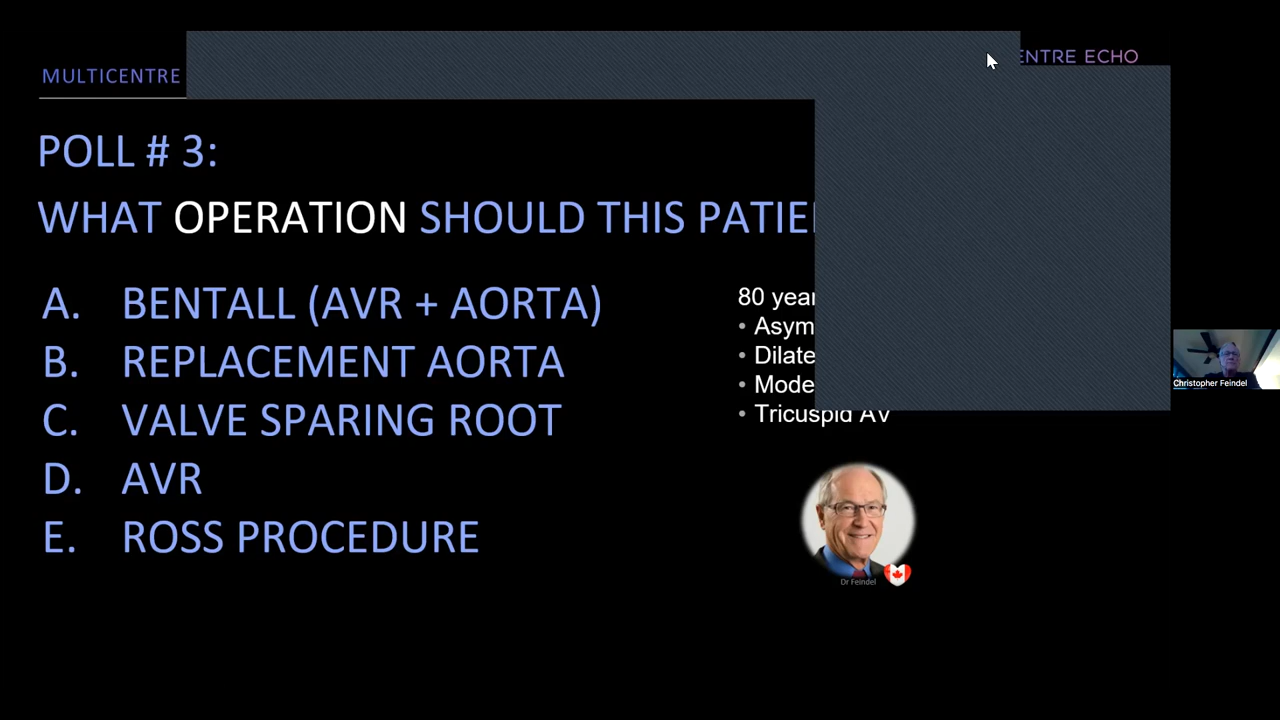 MULTICENTRE
ENTRE ECHO
POLL # 3:
WHAT OPERATION SHOULD THIS PATIE
A. BENTALL (AVR + AORTA)
B. REPLACEMENT AORTA
C. VALVE SPARING ROOT
D. AVR
E. ROSS PROCEDURE
80 year
• Asym
• Dilate
• Mode
• Tricuspid AV
Christopher Feindel
Dr Feindel